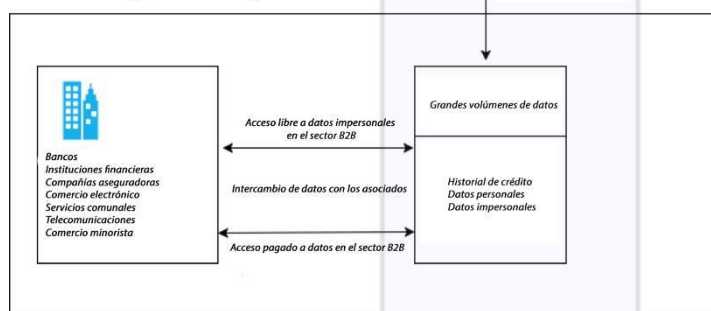 Grandes volúmenes de datos
Acceso libre a datos impersonales
en el sector B2B
Bancos
Instituciones financieras
Compañías aseguradoras
Comercio electrónico
Servicios comunales
Telecomunicaciones
Comercio minorista
Intercambio de datos con los asociados
Historial de crédito
Datos personales
Datos impersonales
Acceso pagado a datos en el sector B2B